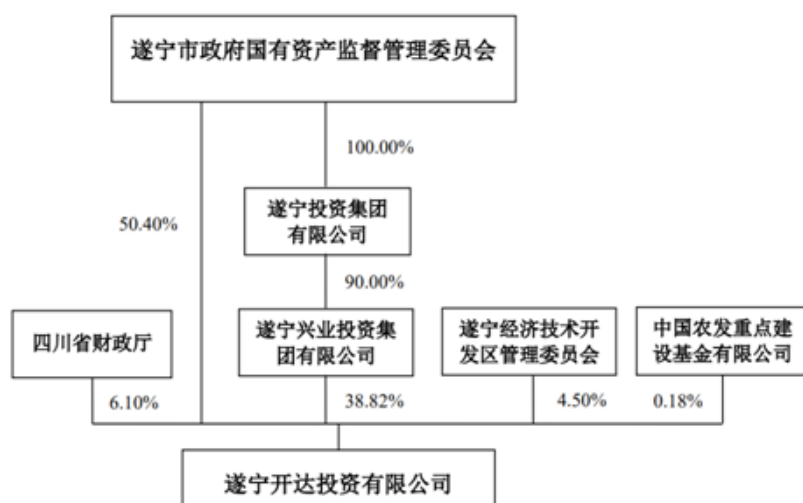 遂宁市政府国有资产监督管理委员会
100.00%
50.40%
遂宁投资集团
有限公司
90.00%
四川省财政厅
遂宁兴业投资集
团有限公司
遂宁经济技术开
发区管理委员会
中国农发重点建
设基金有限公司
6.10%
38.82%
4.50%
0.18%
遂宁开达投资有限公司